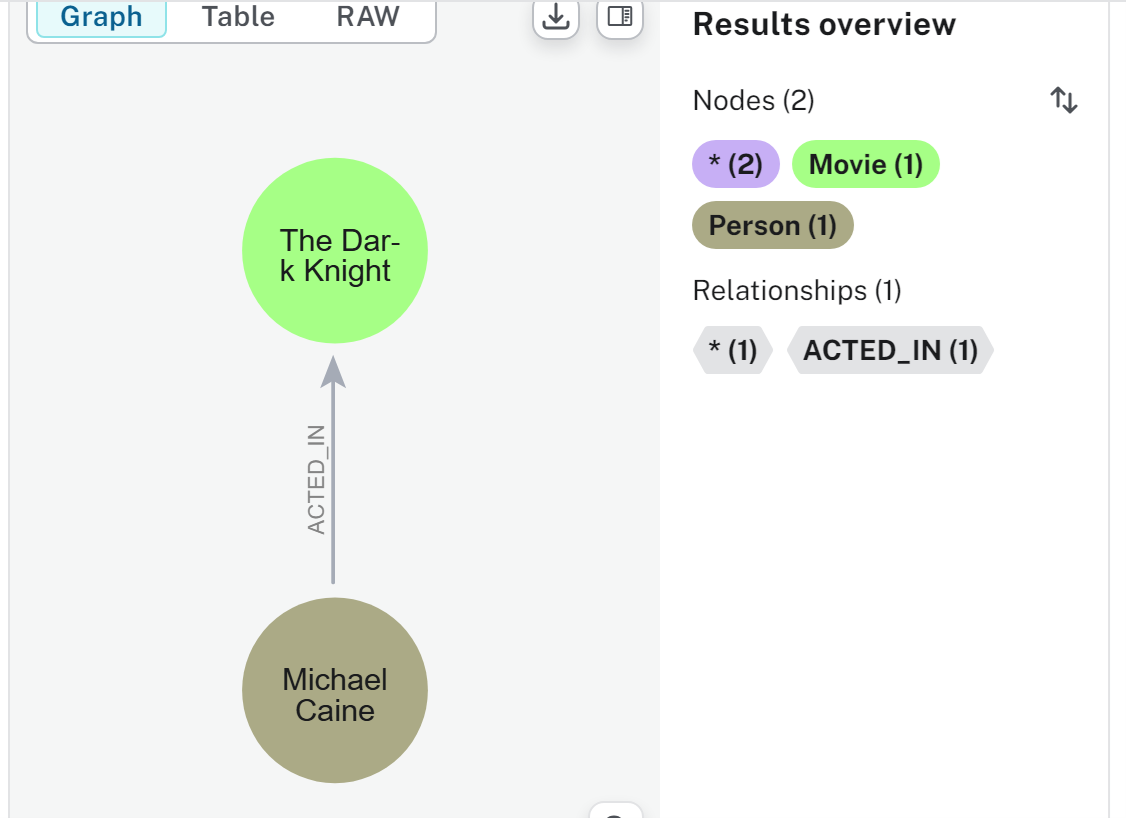 Graph Table RAW
The Dar-
k Knight
ACTED_IN
Michael
Caine
Results overview
Nodes (2)
* (2) Movie (1)
Person (1)
Relationships (1)
* (1) ACTED_IN (1)